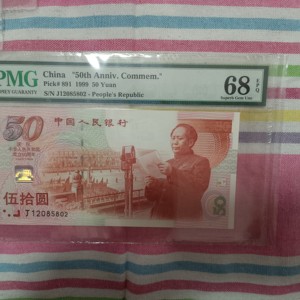 PMG
China "50th Anniv. Commem."
Pick# 891 1999 50 Yuan
S/N J12085802 - People's Republic
68 EPQ
Superb Gem Unc
50
中国人民银行
伍拾圆
J12085802
50